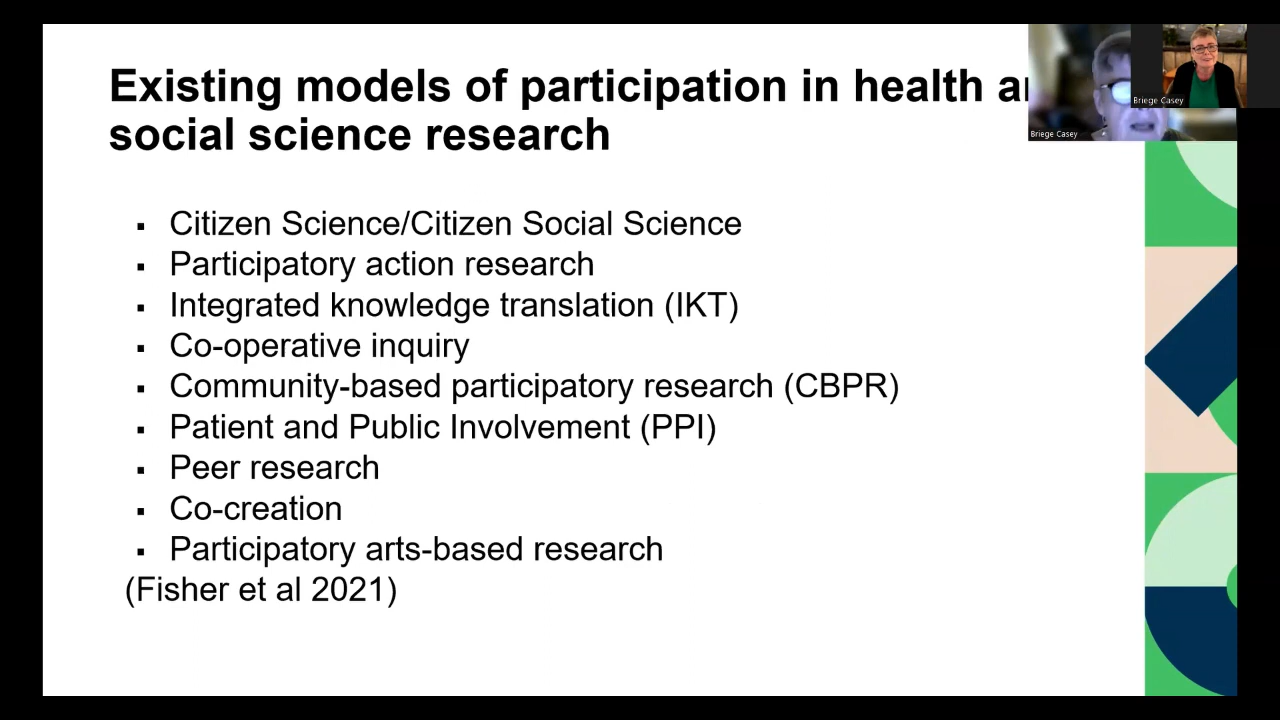 Existing models of participation in health
social science research
Briege Casey
Briege Casey
▪ Citizen Science/Citizen Social Science
▪ Participatory action research
▪ Integrated knowledge translation (IKT)
▪ Co-operative inquiry
▪ Community-based participatory research (CBPR)
▪ Patient and Public Involvement (PPI)
▪ Peer research
▪ Co-creation
▪ Participatory arts-based research
(Fisher et al 2021)